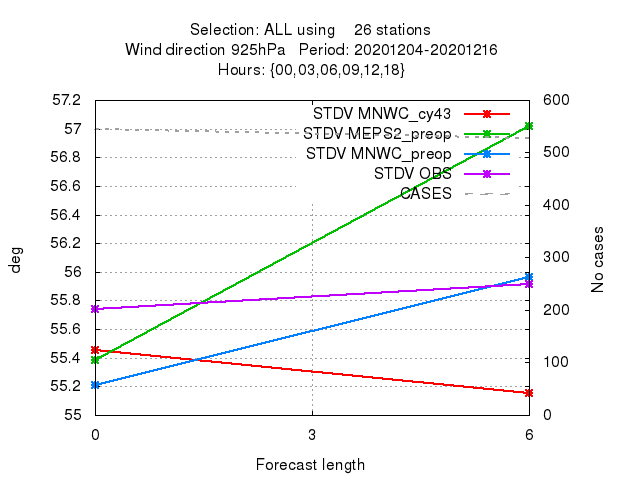 Selection: ALL using 26 stations
Wind direction 925hPa Period: 20201204-20201216
Hours: {00,03,06,09,12,18}
57.2
57
56.8
56.6
56.4
56.2
56
55.8
55.6
55.4
55.2
55
deg
STDV MNWC_cy43
STDV MEPS2_preop
STDV MNWC_preop
STDV OBS
CASES
600
500
400
300
200
100
0
No cases
0 3 6
Forecast length